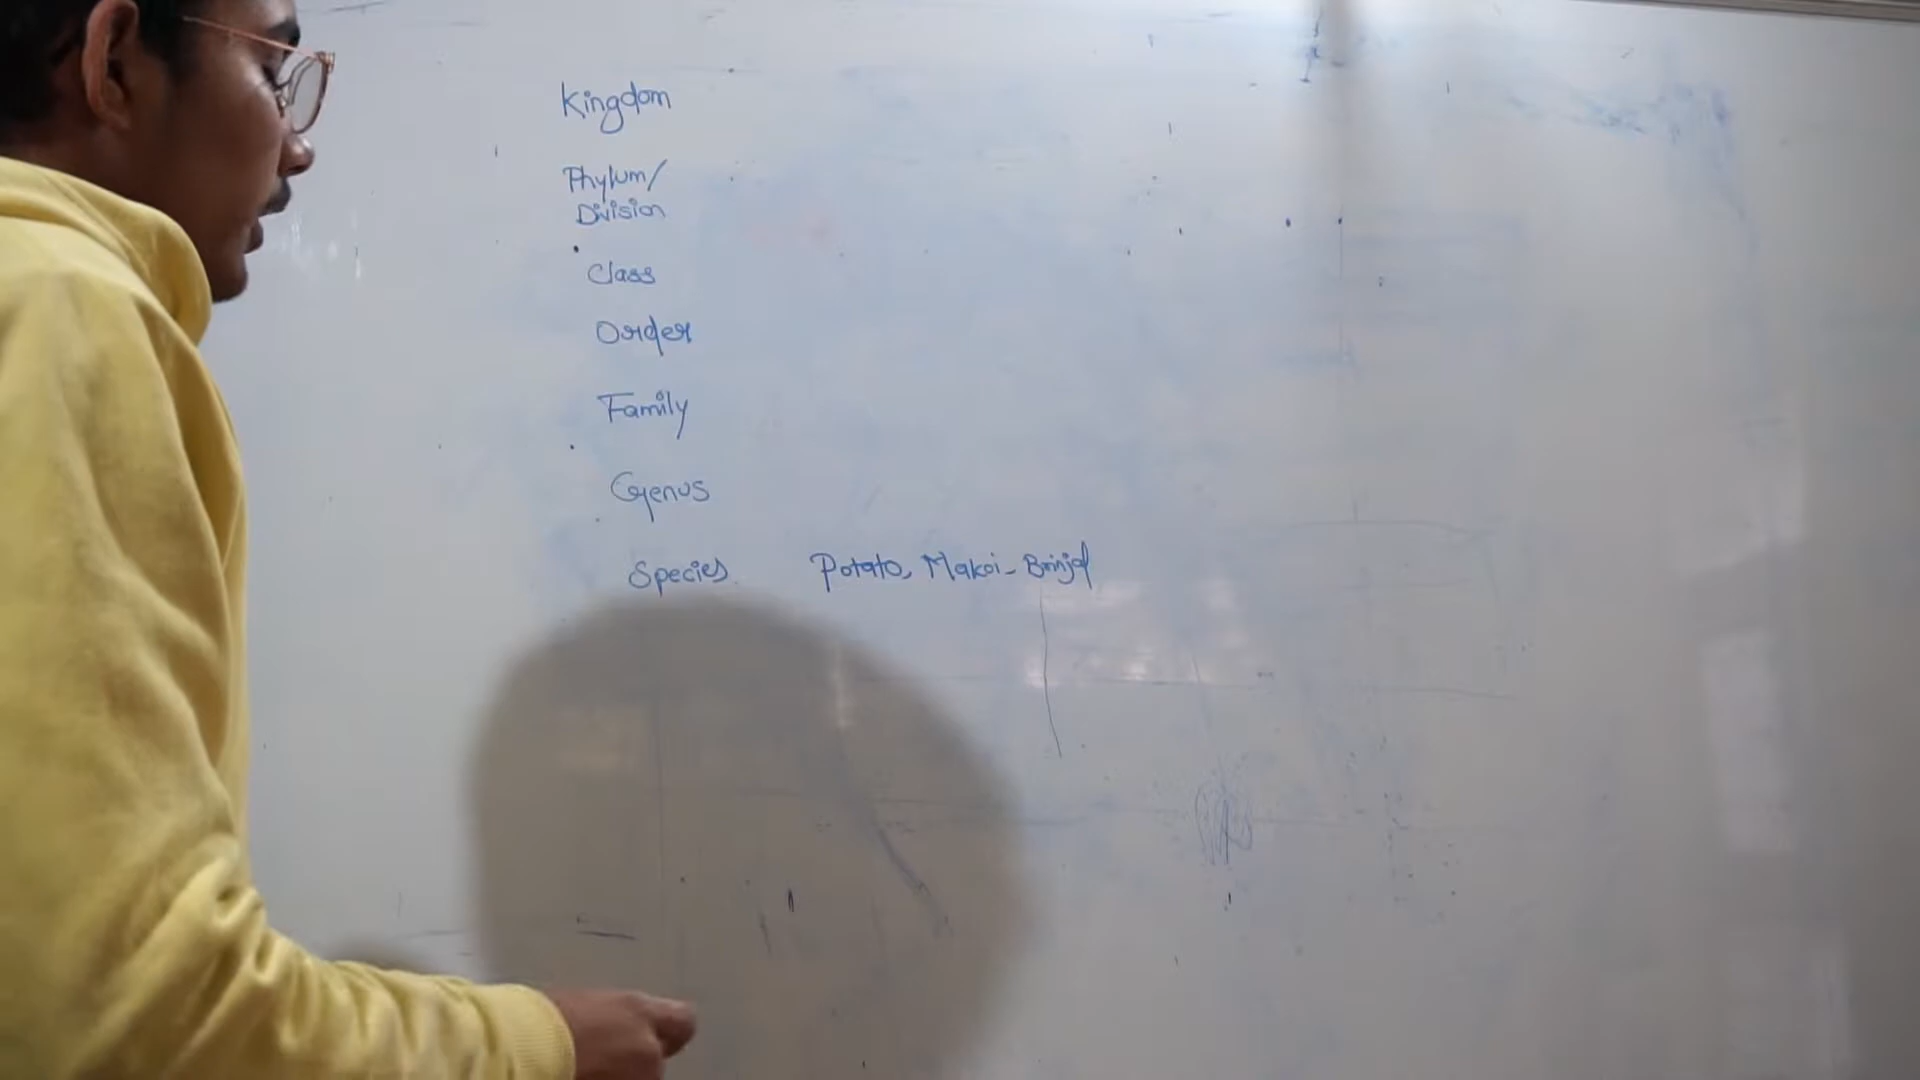 Kingdom
Phylum/
Division
Class
Order
Family
Genus
Species Potato, Makoi- Brinjal